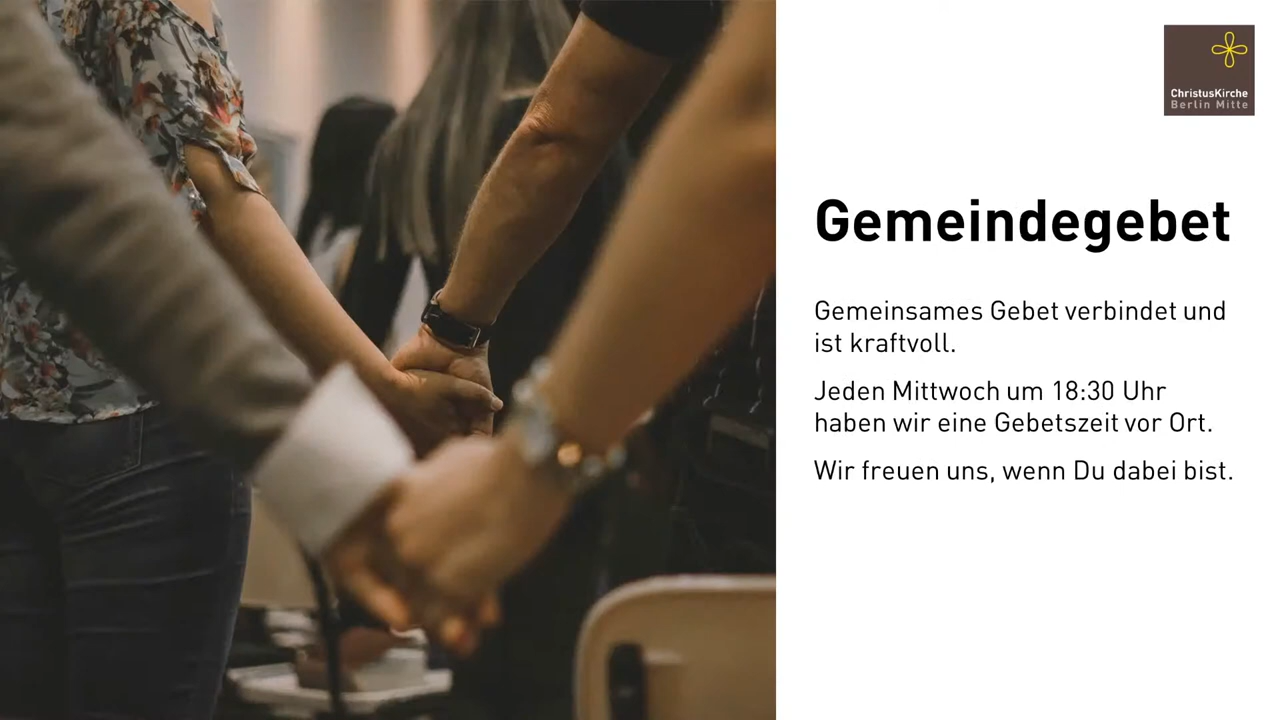 ChristusKirche
Berlin Mitte
Gemeindegebet
Gemeinsames Gebet verbindet und
ist kraftvoll.
Jeden Mittwoch um 18:30 Uhr
haben wir eine Gebetszeit vor Ort.
Wir freuen uns, wenn Du dabei bist.